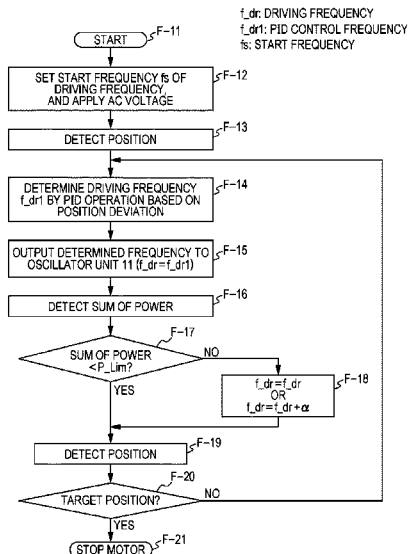 f_dr: DRIVING FREQUENCY
f_dr1: PID CONTROL FREQUENCY
fs: START FREQUENCY
START
F-11
SET START FREQUENCY fs OF
DRIVING FREQUENCY,
AND APPLY AC VOLTAGE
F-12
DETECT POSITION
F-13
DETERMINE DRIVING FREQUENCY
f_dr1 BY PID OPERATION BASED ON
POSITION DEVIATION
F-14
OUTPUT DETERMINED FREQUENCY TO
OSCILLATOR UNIT 11 (f_dr=f_dr1)
F-15
DETECT SUM OF POWER
F-16
SUM OF POWER
<P_Lim?
F-17
NO
YES
f_dr=f_dr
OR
f_dr=f_dr+α
F-18
DETECT POSITION
F-19
TARGET POSITION?
F-20
NO
YES
STOP MOTOR
F-21